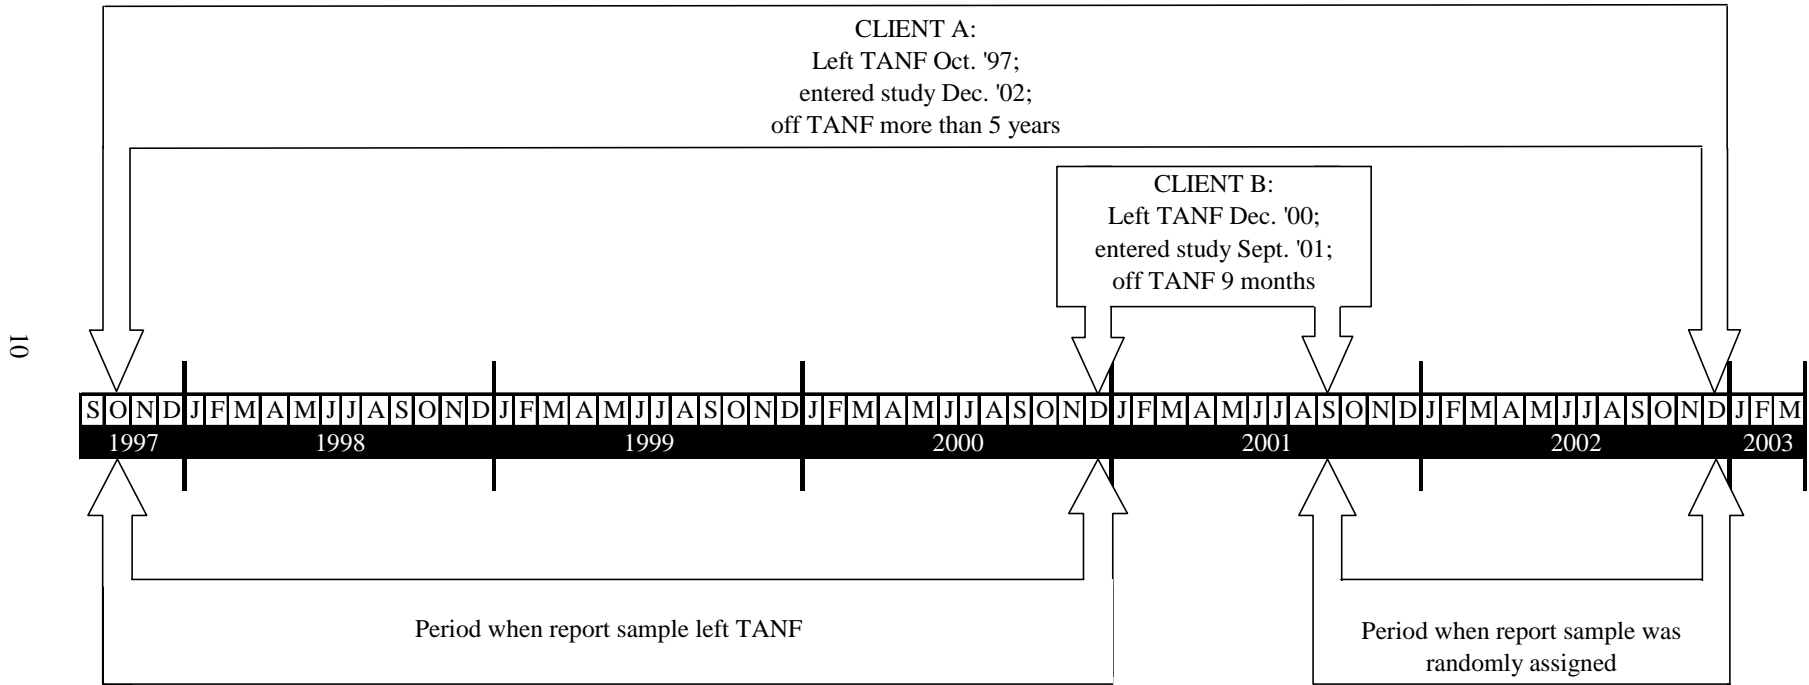 CLIENT A:
Left TANF Oct. '97;
entered study Dec. '02;
off TANF more than 5 years
CLIENT B:
Left TANF Dec. '00;
entered study Sept. '01;
off TANF 9 months
10
S O N D J F M A M J J A S O N D J F M A M J J A S O N D J F M A M J J A S O N D J F M A M J J A S O N D J F M A M J J A S O N D J F M
1997 1998 1999 2000 2001 2002 2003
Period when report sample left TANF
Period when report sample was
randomly assigned